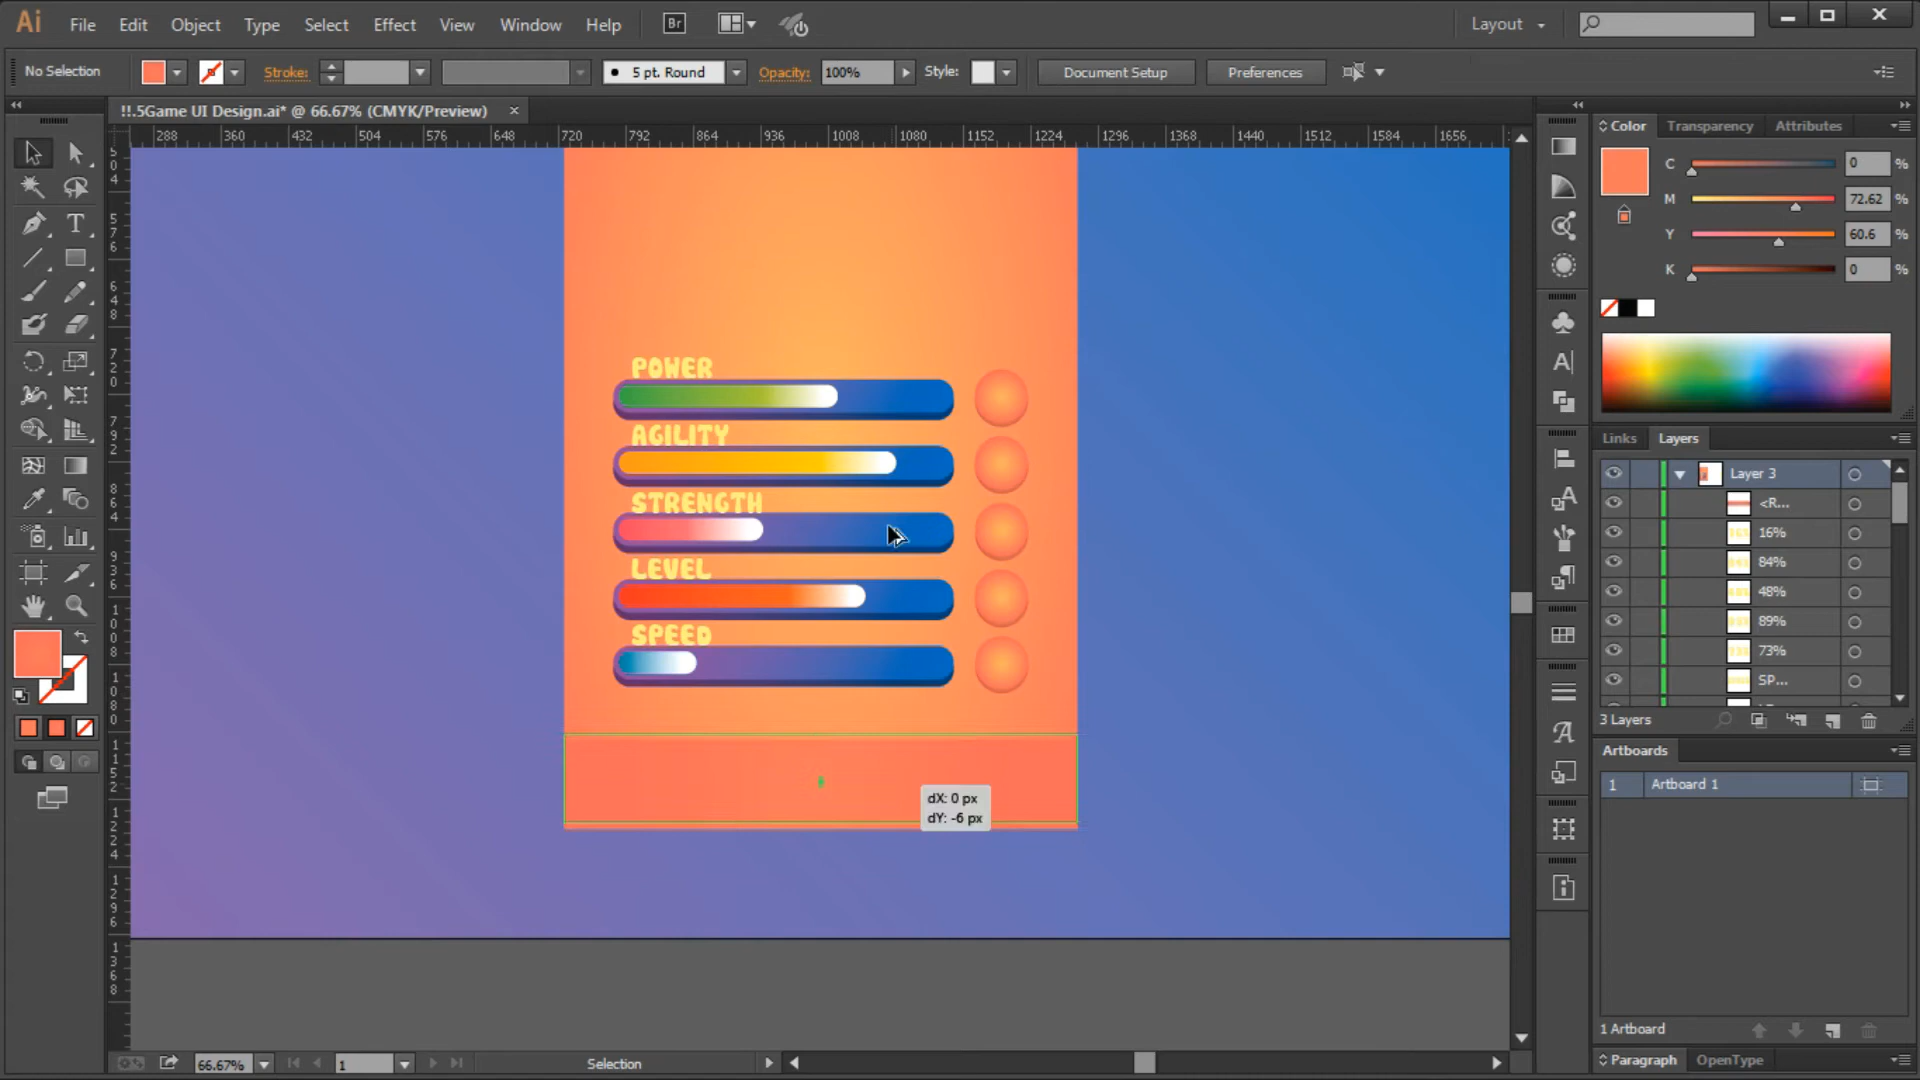 Ai File Edit Object Type Select Effect View Window Help Br Layout
No Selection Stroke: 5 pt. Round Opacity: 100% Style: Document Setup Preferences
!!.5Game UI Design.ai* @ 66.67% (CMYK/Preview)
288 360 432 504 576 648 720 792 864 936 1008 1080 1152 1224 1296 1368 1440 1512 1584 1656
Color Transparency Attributes
C 0 %
M 72.62 %
Y 60.6 %
K 0 %
POWER
AGILITY
STRENGTH
LEVEL
SPEED
dX: 0 px
dY: -6 px
Links Layers
Layer 3
<R...
16%
84%
48%
89%
73%
SP...
3 Layers
Artboards
1 Artboard 1
1 Artboard
Paragraph OpenType
66.67% 1 Selection